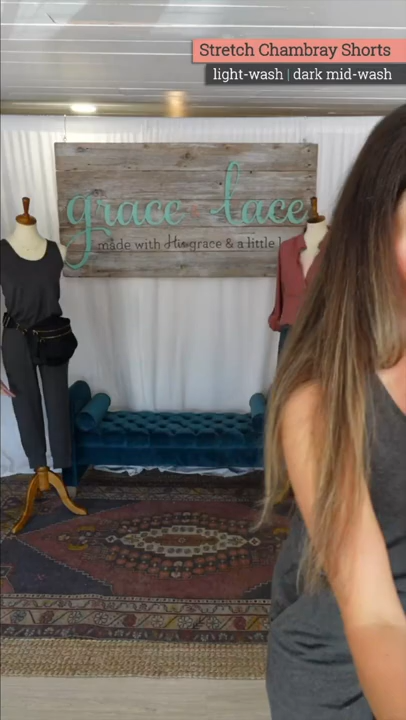 Stretch Chambray Shorts
light-wash | dark mid-wash
grace lace
made with His grace & a little